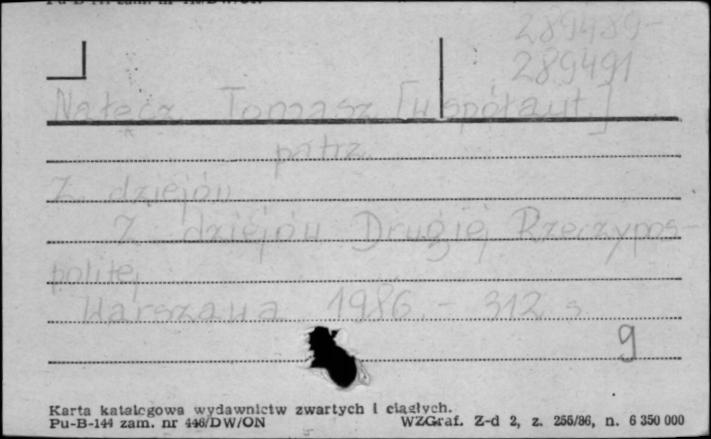 289489-
289491
Nałęcz Tomasz [współaut.]
patrz
Z dziejów
Z dziejów Drugiej Rzeczypos-
politej
Warszawa 1986. - 312 s.
9
Karta katalogowa wydawnictw zwartych i ciągłych.
Pu-B-144 zam. nr 446/DW/ON WZGraf. Z-d 2, z. 255/86, n. 6 350 000